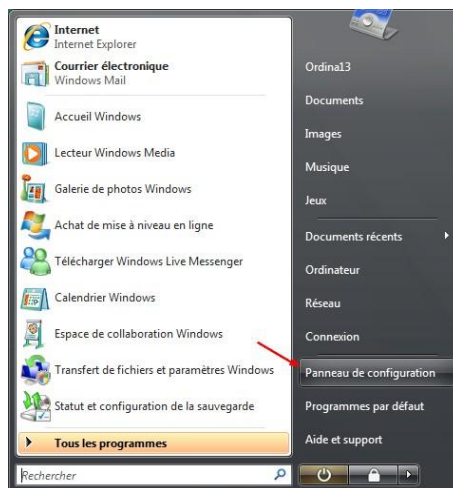 Internet
Internet Explorer
Courrier électronique
Windows Mail
Accueil Windows
Lecteur Windows Media
Galerie de photos Windows
Achat de mise à niveau en ligne
Télécharger Windows Live Messenger
Calendrier Windows
Espace de collaboration Windows
Transfert de fichiers et paramètres Windows
Statut et configuration de la sauvegarde
Tous les programmes
Rechercher
Ordina13
Documents
Images
Musique
Jeux
Documents récents
Ordinateur
Réseau
Connexion
Panneau de configuration
Programmes par défaut
Aide et support